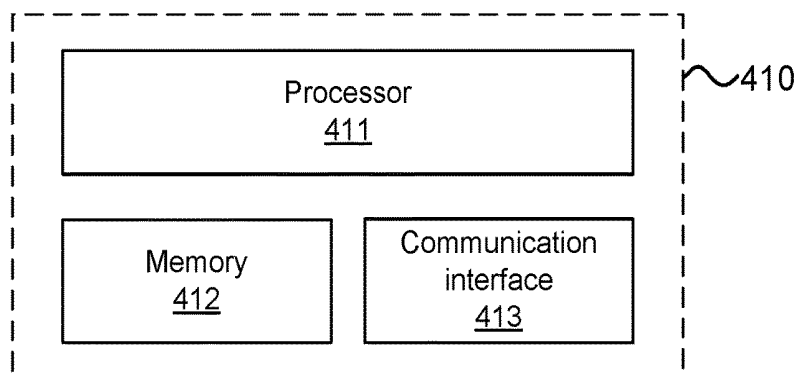 Processor
411
410
Memory
412
Communication
interface
413